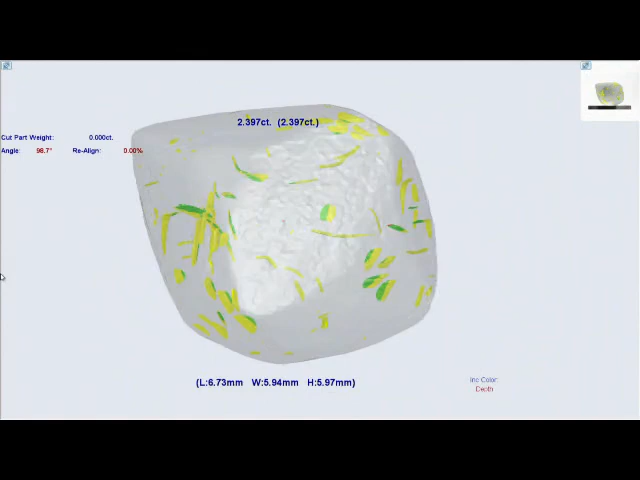 2.397ct. (2.397ct.)
Cut Part Weight: 0.000ct.
Angle: 98.7° Re-Align: 0.00%
(L:6.73mm W:5.94mm H:5.97mm)
Inc Color:
Depth